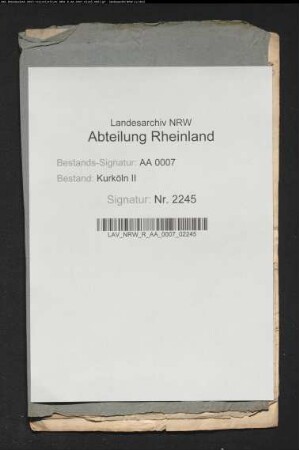 Landesarchiv NRW
Abteilung Rheinland
Bestands-Signatur: AA 0007
Bestand: Kurköln II
Signatur: Nr. 2245
LAV_NRW_R_AA_0007_02245